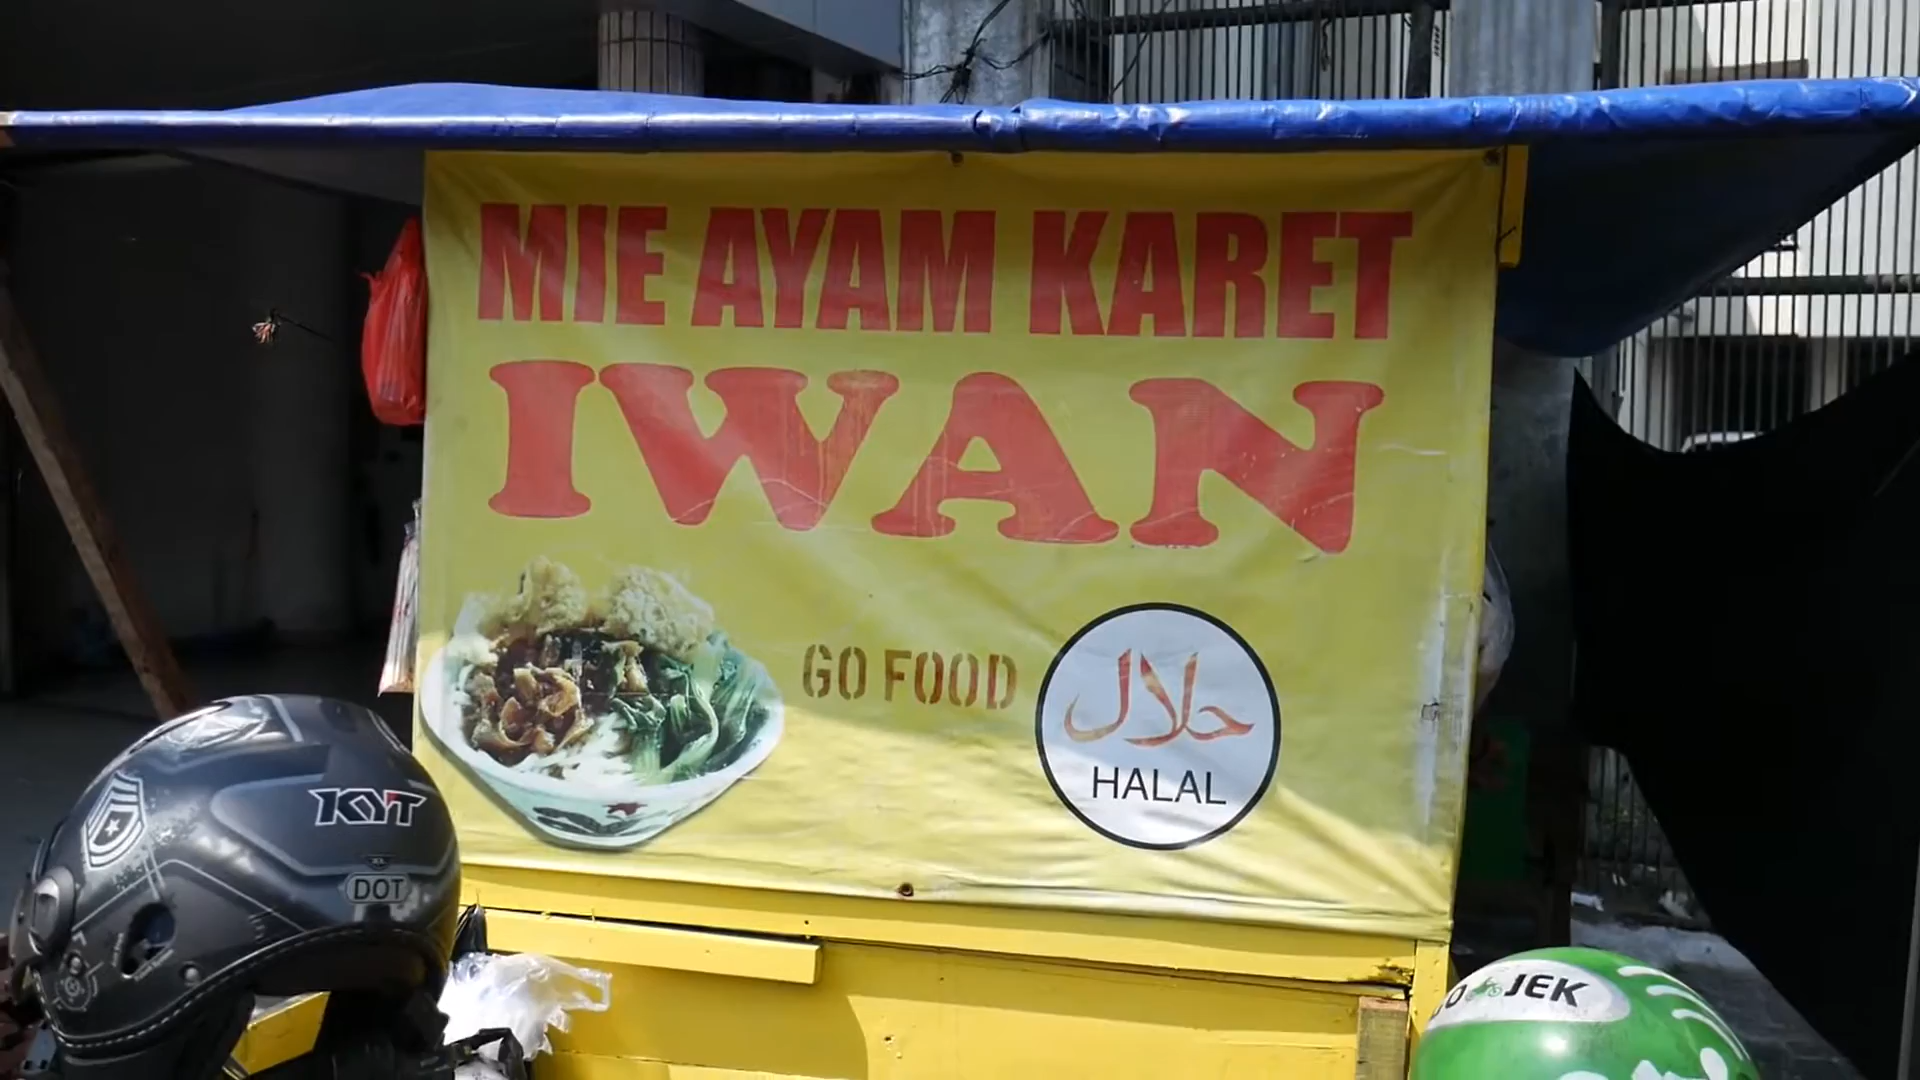 MIE AYAM KARET
IWAN
GO FOOD
حلال
HALAL
KYT
DOT
JEK